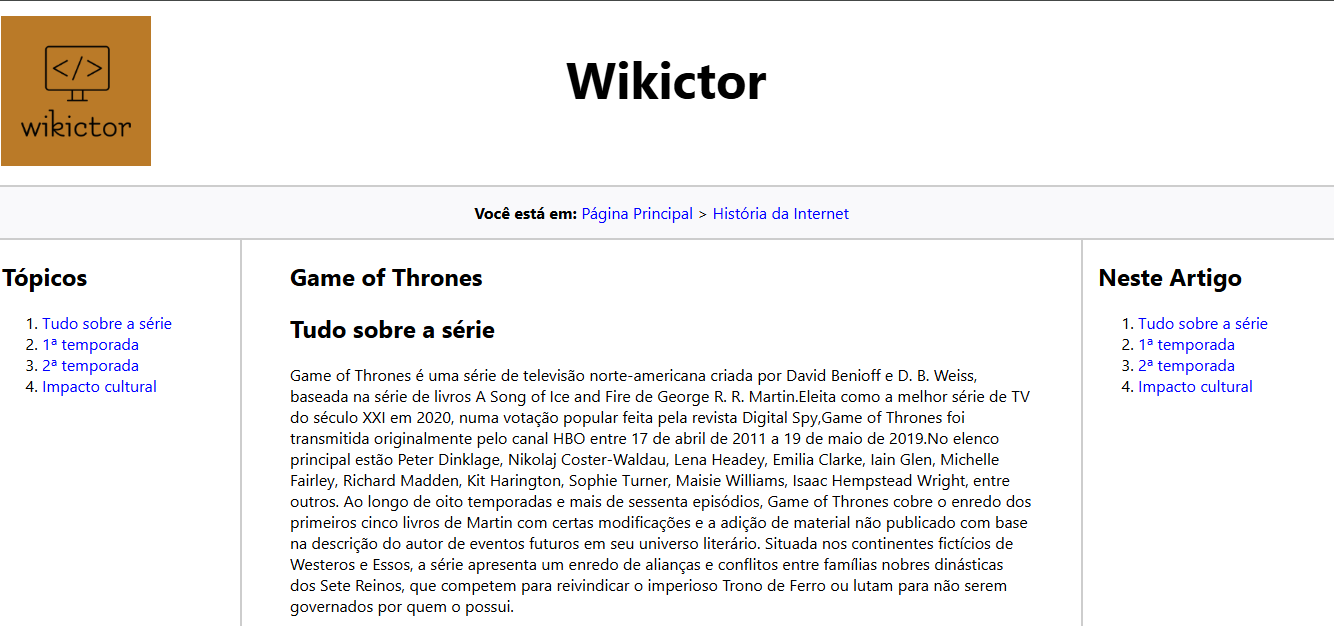 </>
wikictor
Wikictor
Você está em: Página Principal > História da Internet
Tópicos
1. Tudo sobre a série
2. 1ª temporada
3. 2ª temporada
4. Impacto cultural
Game of Thrones
Tudo sobre a série
Game of Thrones é uma série de televisão norte-americana criada por David Benioff e D. B. Weiss,
baseada na série de livros A Song of Ice and Fire de George R. R. Martin.Eleita como a melhor série de TV
do século XXI em 2020, numa votação popular feita pela revista Digital Spy,Game of Thrones foi
transmitida originalmente pelo canal HBO entre 17 de abril de 2011 a 19 de maio de 2019.No elenco
principal estão Peter Dinklage, Nikolaj Coster-Waldau, Lena Headey, Emilia Clarke, Iain Glen, Michelle
Fairley, Richard Madden, Kit Harington, Sophie Turner, Maisie Williams, Isaac Hempstead Wright, entre
outros. Ao longo de oito temporadas e mais de sessenta episódios, Game of Thrones cobre o enredo dos
primeiros cinco livros de Martin com certas modificações e a adição de material não publicado com base
na descrição do autor de eventos futuros em seu universo literário. Situada nos continentes fictícios de
Westeros e Essos, a série apresenta um enredo de alianças e conflitos entre famílias nobres dinásticas
dos Sete Reinos, que competem para reivindicar o imperioso Trono de Ferro ou lutam para não serem
governados por quem o possui.
Neste Artigo
1. Tudo sobre a série
2. 1ª temporada
3. 2ª temporada
4. Impacto cultural